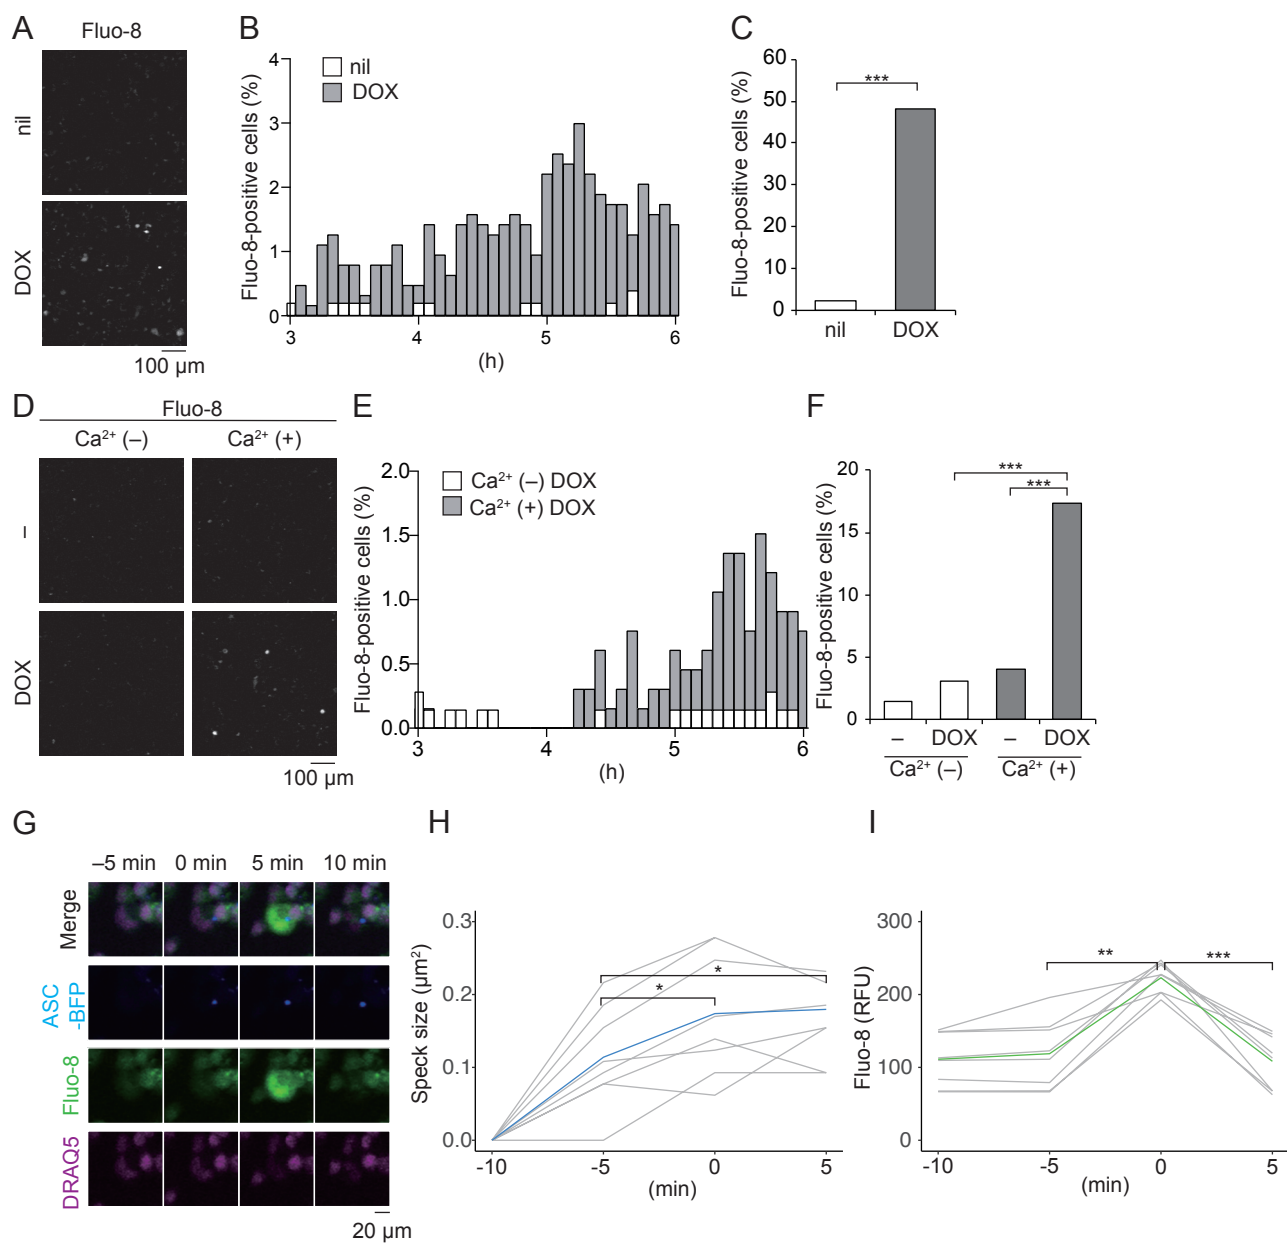 A
Fluo-8
nil
DOX
100 µm
B
Fluo-8-positive cells (%)
4
3
2
1
0
nil
DOX
3
4
5
6
(h)
C
Fluo-8-positive cells (%)
60
50
40
30
20
10
0
***
nil
DOX
D
Fluo-8
Ca²⁺ (–)
Ca²⁺ (+)
–
DOX
100 µm
E
Fluo-8-positive cells (%)
2.0
1.5
1.0
0.5
0.0
Ca²⁺ (–) DOX
Ca²⁺ (+) DOX
3
4
5
6
(h)
F
Fluo-8-positive cells (%)
20
15
10
5
0
***
***
–
DOX
–
DOX
Ca²⁺ (–)
Ca²⁺ (+)
G
–5 min
0 min
5 min
10 min
Merge
ASC
-BFP
Fluo-8
DRAQ5
20 µm
H
Speck size (µm²)
0.3
0.2
0.1
0.0
*
*
-10
-5
0
5
(min)
I
Fluo-8 (RFU)
300
200
100
0
**
***
-10
-5
0
5
(min)